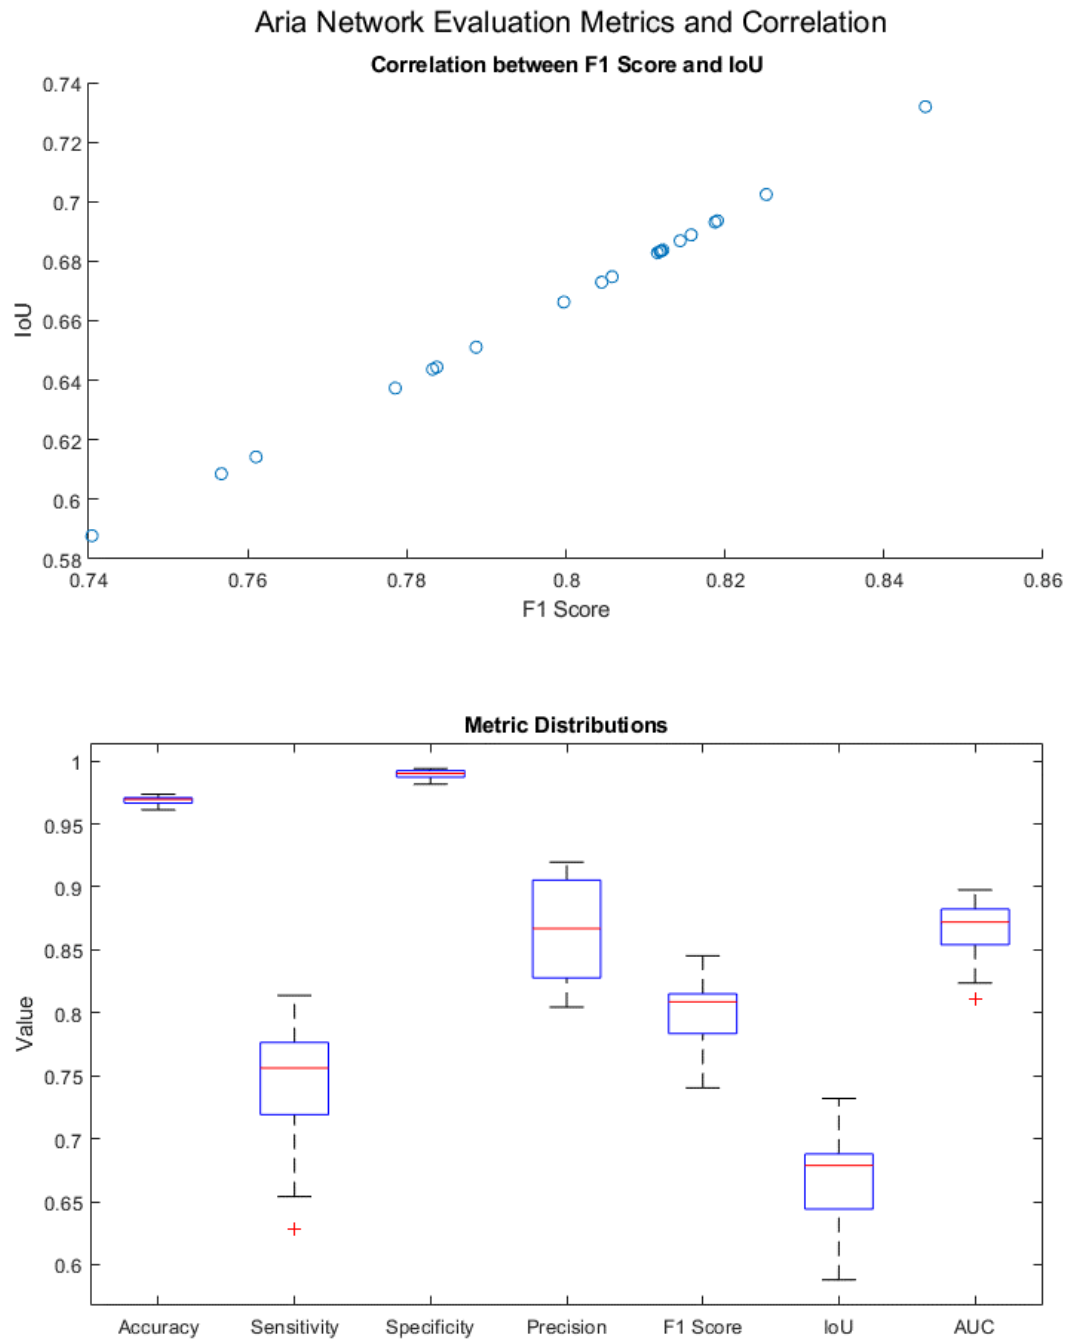 Aria Network Evaluation Metrics and Correlation
Correlation between F1 Score and IoU
0.74
0.72
0.7
0.68
0.66
0.64
0.62
0.6
0.58
IoU
0.74 0.76 0.78 0.8 0.82 0.84 0.86
F1 Score
Metric Distributions
1
0.95
0.9
0.85
0.8
0.75
0.7
0.65
0.6
Value
Accuracy Sensitivity Specificity Precision F1 Score IoU AUC